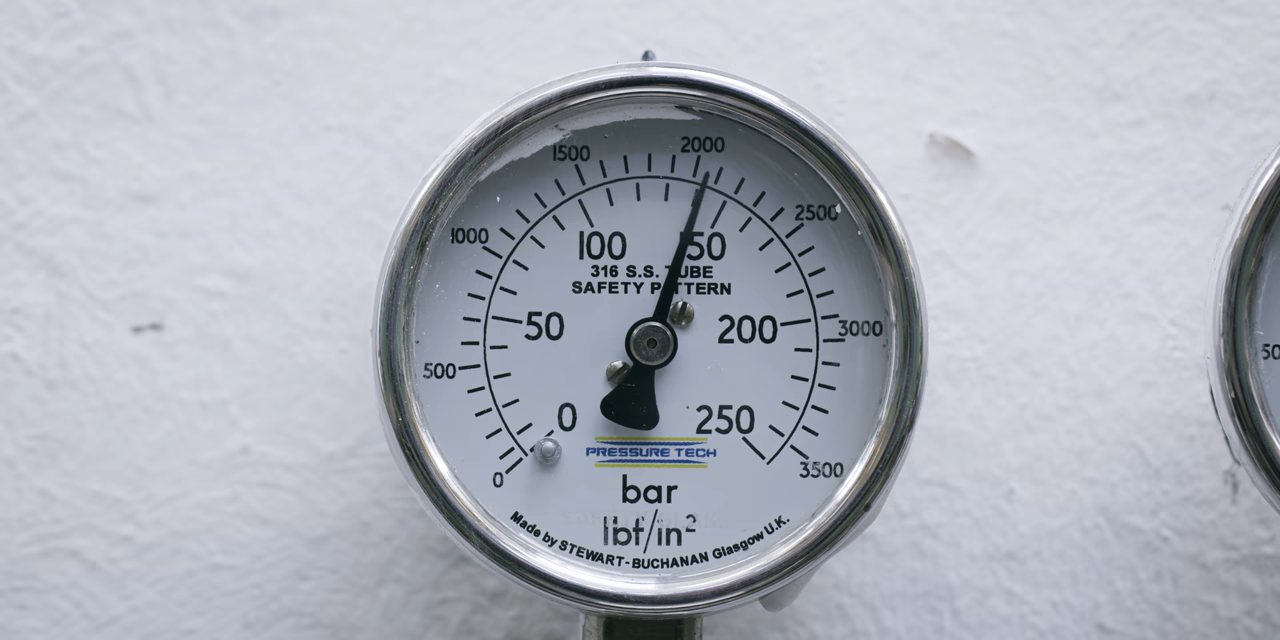 2000
1500
2500
1000
100 150
316 S.S. TUBE
SAFETY PATTERN
50 200 3000
500
0 250
PRESSURE TECH
0 3500
bar
lbf/in²
Made by STEWART-BUCHANAN Glasgow U.K.
50